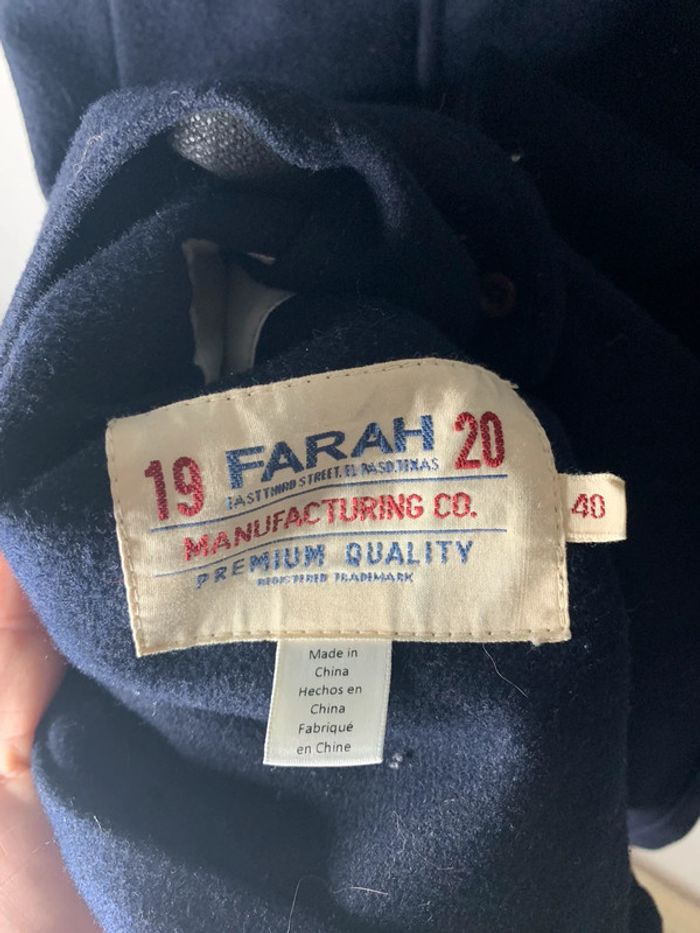 19 FARAH 20
EAST THIRD STREET, EL PASO, TEXAS
MANUFACTURING CO.
PREMIUM QUALITY
REGISTERED TRADEMARK
40
Made in
China
Hechos en
China
Fabriqué
en Chine